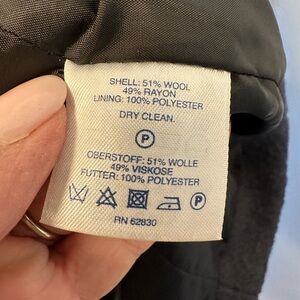 SHELL: 51% WOOL
49% RAYON
LINING: 100% POLYESTER
DRY CLEAN.
P
OBERSTOFF: 51% WOLLE
49% VISKOSE
FUTTER: 100% POLYESTER
P
RN 62830